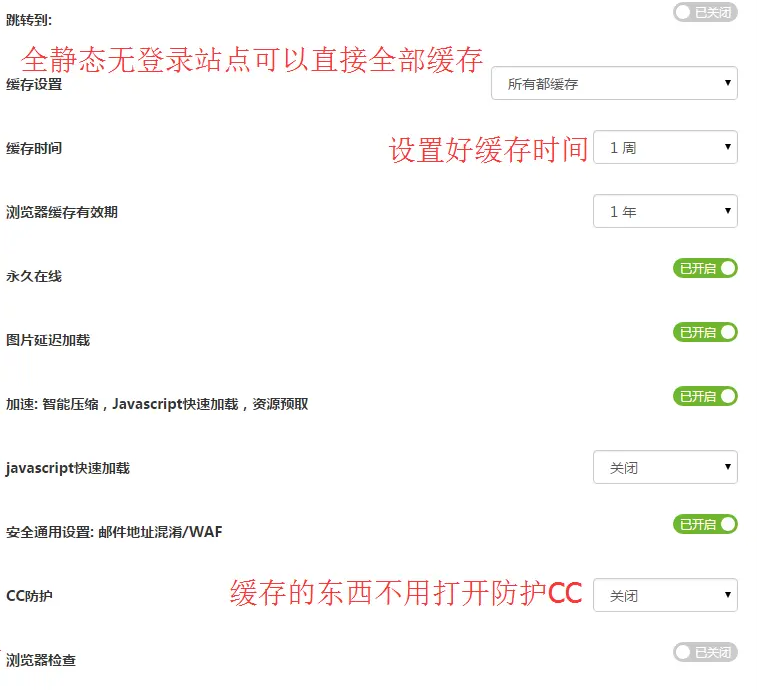 跳转到: 已关闭
全静态无登录站点可以直接全部缓存
缓存设置 所有都缓存
缓存时间 设置好缓存时间 1 周
浏览器缓存有效期 1 年
永久在线 已开启
图片延迟加载 已开启
加速: 智能压缩，Javascript快速加载，资源预取 已开启
javascript快速加载 关闭
安全通用设置: 邮件地址混淆/WAF 已开启
CC防护 缓存的东西不用打开防护CC 关闭
浏览器检查 已关闭